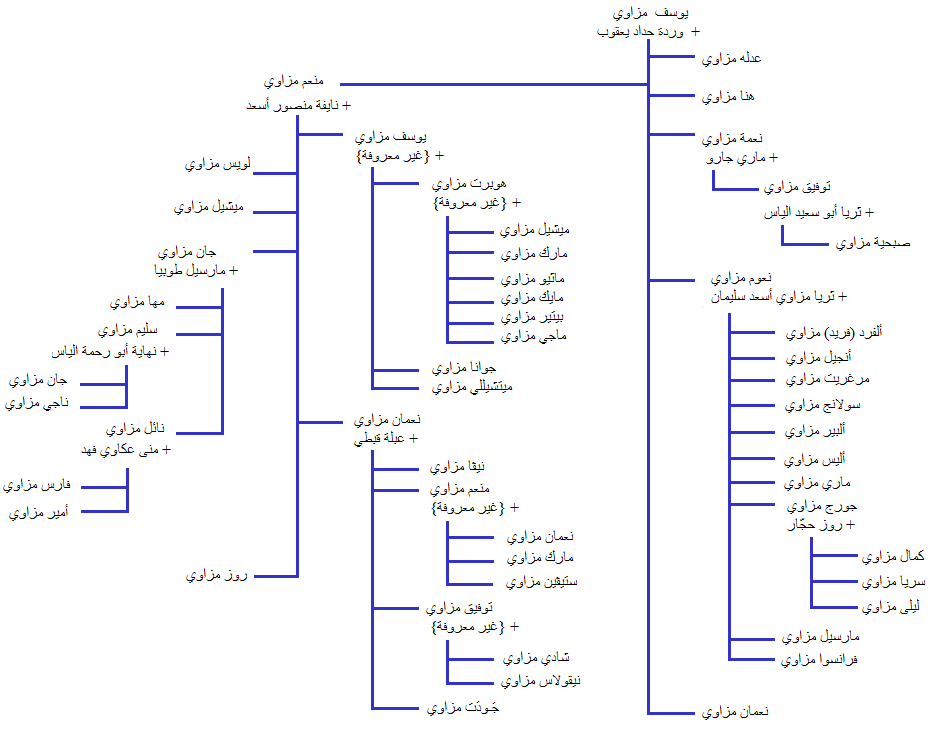 يوسف مزاوي
+ وردة حداد يعقوب
عدله مزاوي
منعم مزاوي
+ نايفة منصور أسعد
هنا مزاوي
نعمة مزاوي
+ ماري جارو
توفيق مزاوي
+ ثريا أبو سعيد الياس
صبحية مزاوي
نعوم مزاوي
+ ثريا مزاوي أسعد سليمان
ألفرد (فريد) مزاوي
أنجيل مزاوي
مرغريت مزاوي
سولانج مزاوي
ألبير مزاوي
أليس مزاوي
ماري مزاوي
جورج مزاوي
+ روز حجّار
كمال مزاوي
سريا مزاوي
ليلى مزاوي
مارسيل مزاوي
فرانسوا مزاوي
نعمان مزاوي
يوسف مزاوي
+ {غير معروفة}
هوبرت مزاوي
+ {غير معروفة}
ميشيل مزاوي
مارك مزاوي
ماثيو مزاوي
مايك مزاوي
بيتير مزاوي
ماجي مزاوي
جوانا مزاوي
ميتشيللي مزاوي
نعمان مزاوي
+ عبلة قبطي
نيڤا مزاوي
منعم مزاوي
+ {غير معروفة}
نعمان مزاوي
مارك مزاوي
ستيڤين مزاوي
توفيق مزاوي
+ {غير معروفة}
شادي مزاوي
نيقولاس مزاوي
جَودَت مزاوي
لويس مزاوي
ميشيل مزاوي
جان مزاوي
+ مارسيل طوبيا
مها مزاوي
سليم مزاوي
+ نهاية أبو رحمة الياس
جان مزاوي
ناجي مزاوي
نائل مزاوي
+ منى عكاوي فهد
فارس مزاوي
أمير مزاوي
روز مزاوي